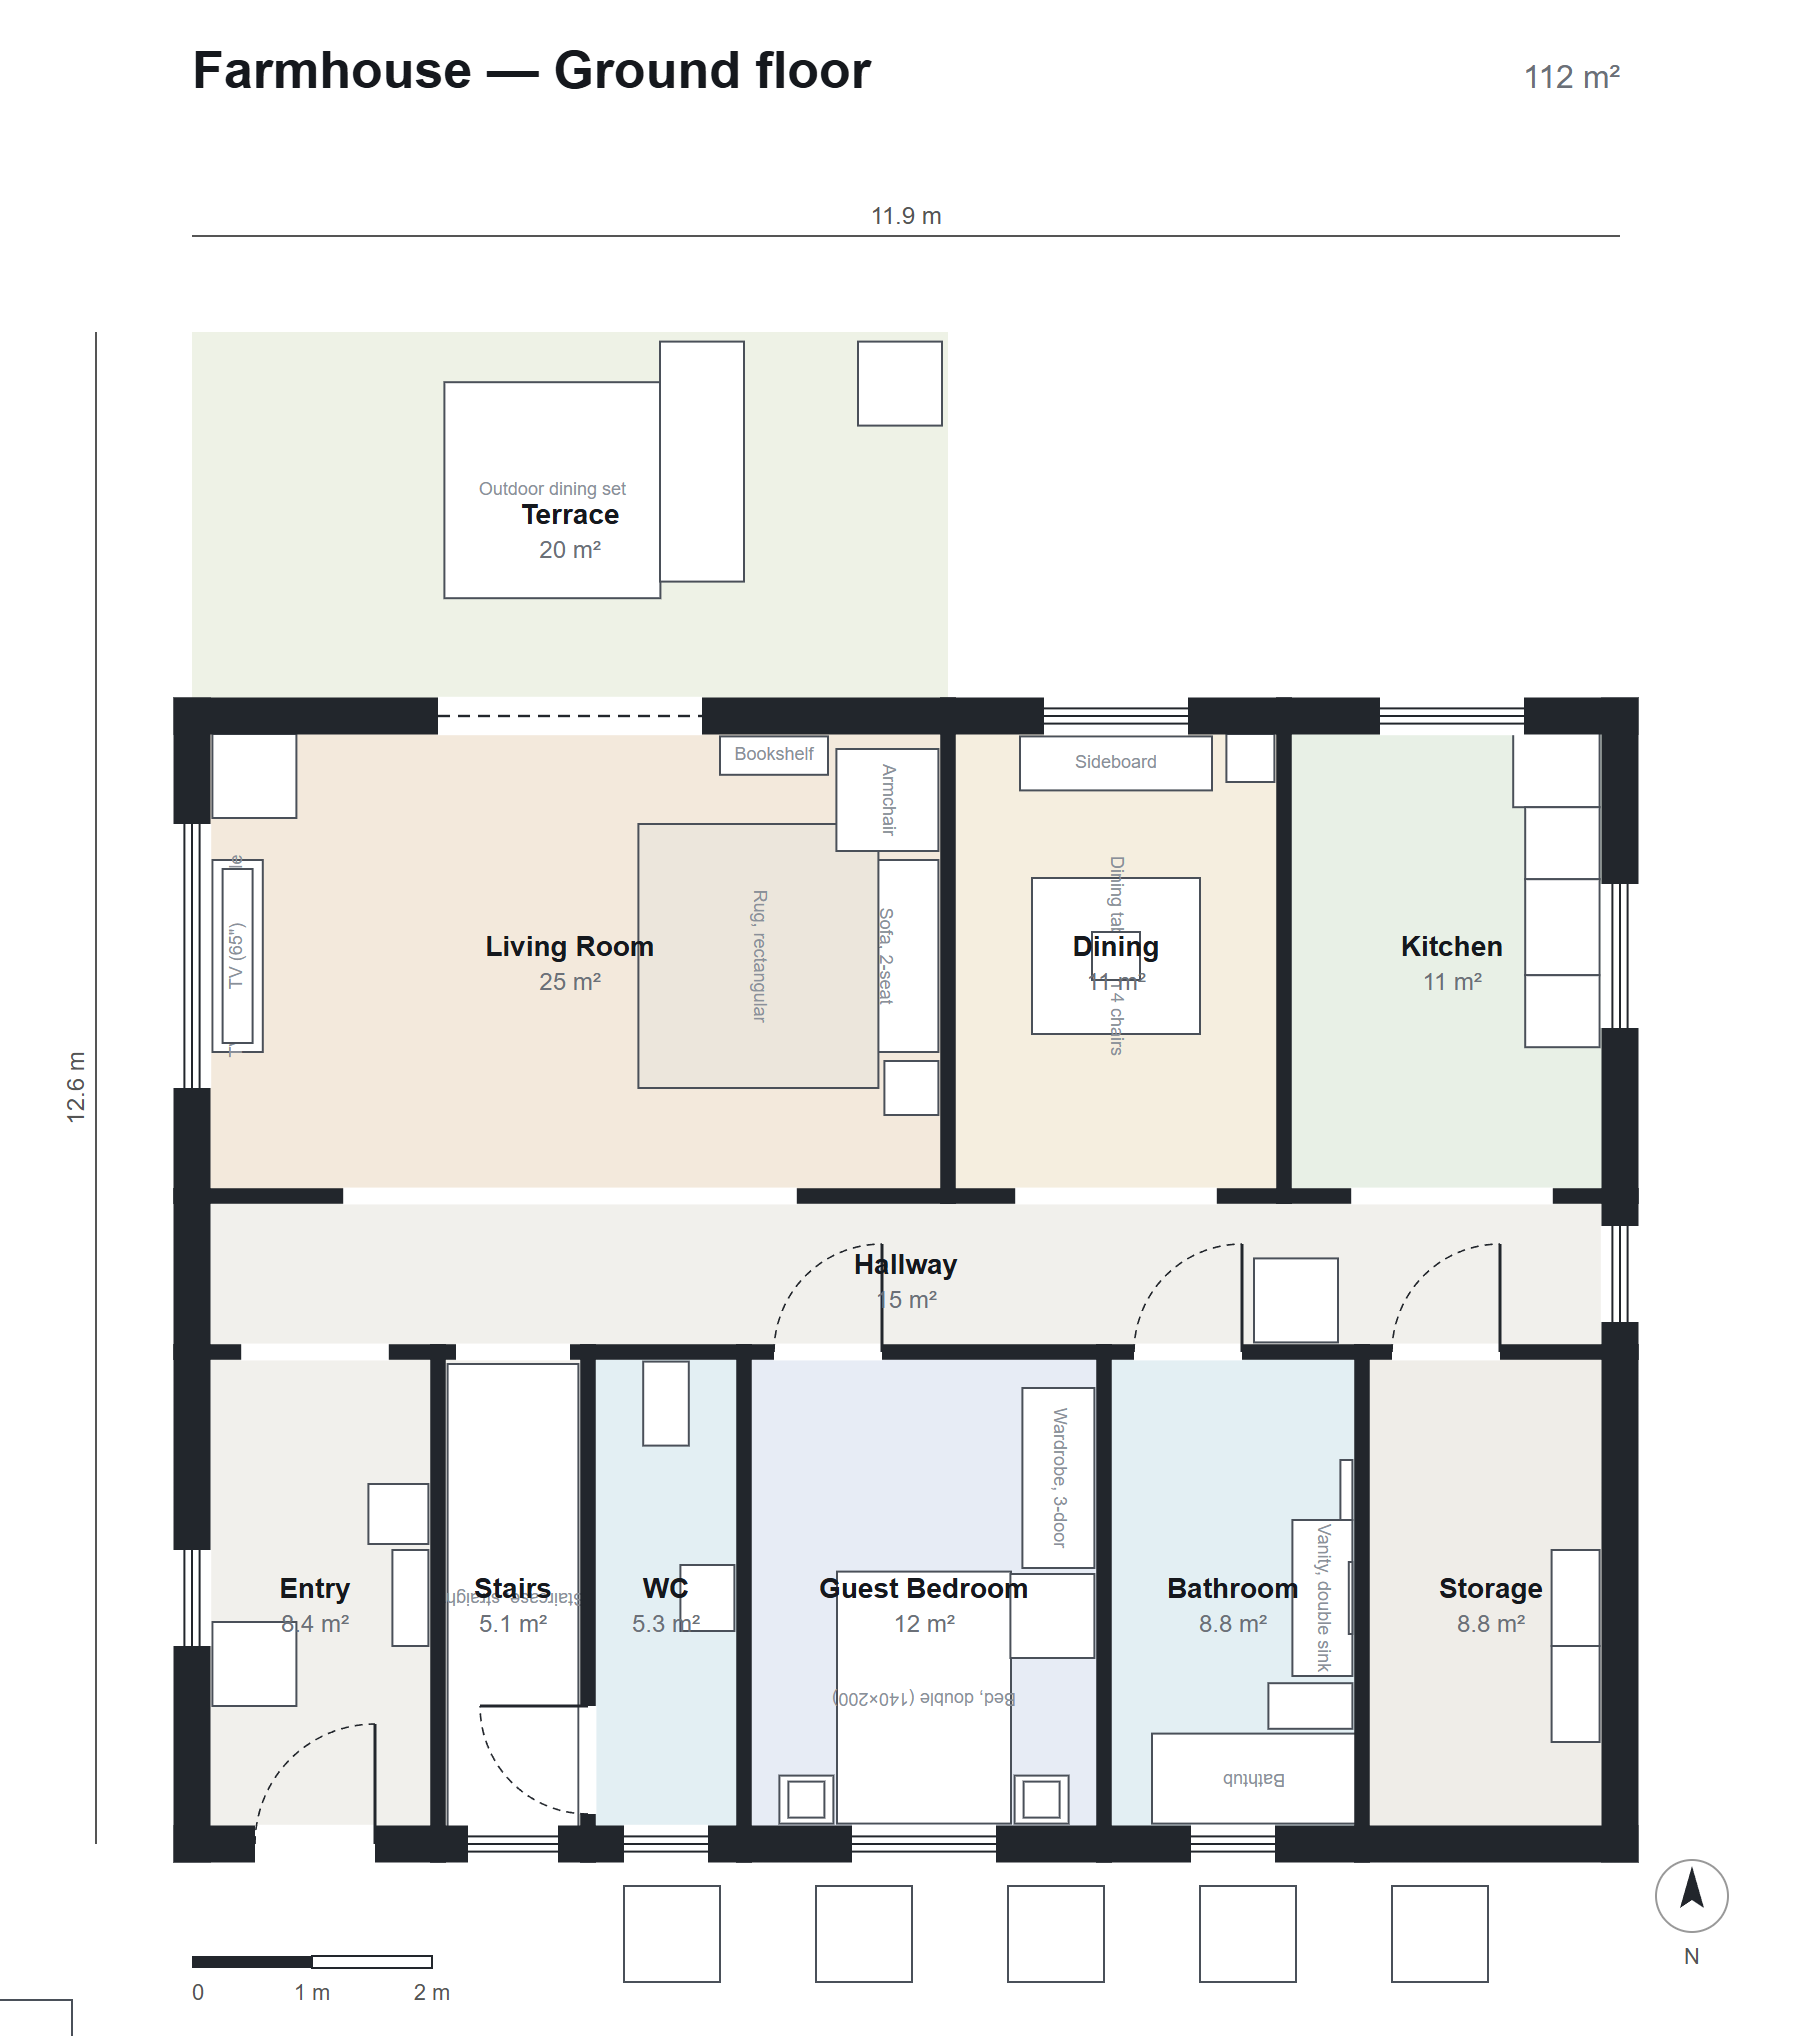 Farmhouse — Ground floor
112 m²
11.9 m
12.6 m
Outdoor dining set
Terrace
20 m²
Bookshelf
Armchair
Sideboard
TV (65")
Living Room
25 m²
Rug, rectangular
Sofa, 2-seat
Dining
11 m²
4 chairs
Kitchen
11 m²
Hallway
15 m²
Wardrobe, 3-door
Entry
8.4 m²
Stairs
5.1 m²
WC
5.3 m²
Guest Bedroom
12 m²
Bed, double (140×200)
Bathroom
8.8 m²
Vanity, double sink
Bathtub
Storage
8.8 m²
0
1 m
2 m
N